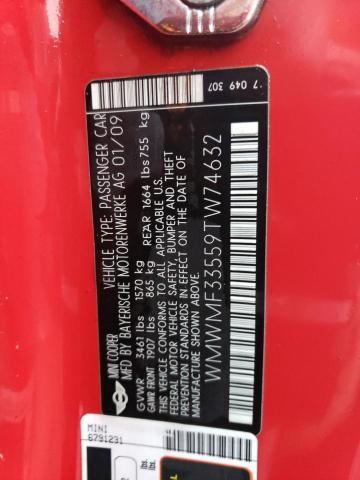 MINI COOPER VEHICLE TYPE: PASSENGER CAR
MFD BY BAYERISCHE MOTORENWERKE AG 01/09
GVWR 3461 lbs 1570 kg
GAWR FRONT 1907 lbs 865 kg REAR 1664 lbs 755 kg
THIS VEHICLE CONFORMS TO ALL APPLICABLE U.S.
FEDERAL MOTOR VEHICLE SAFETY, BUMPER AND THEFT
PREVENTION STANDARDS IN EFFECT ON THE DATE OF
MANUFACTURE SHOWN ABOVE.
WMWMF33559TW74632
7 049 307
MINI
6791231